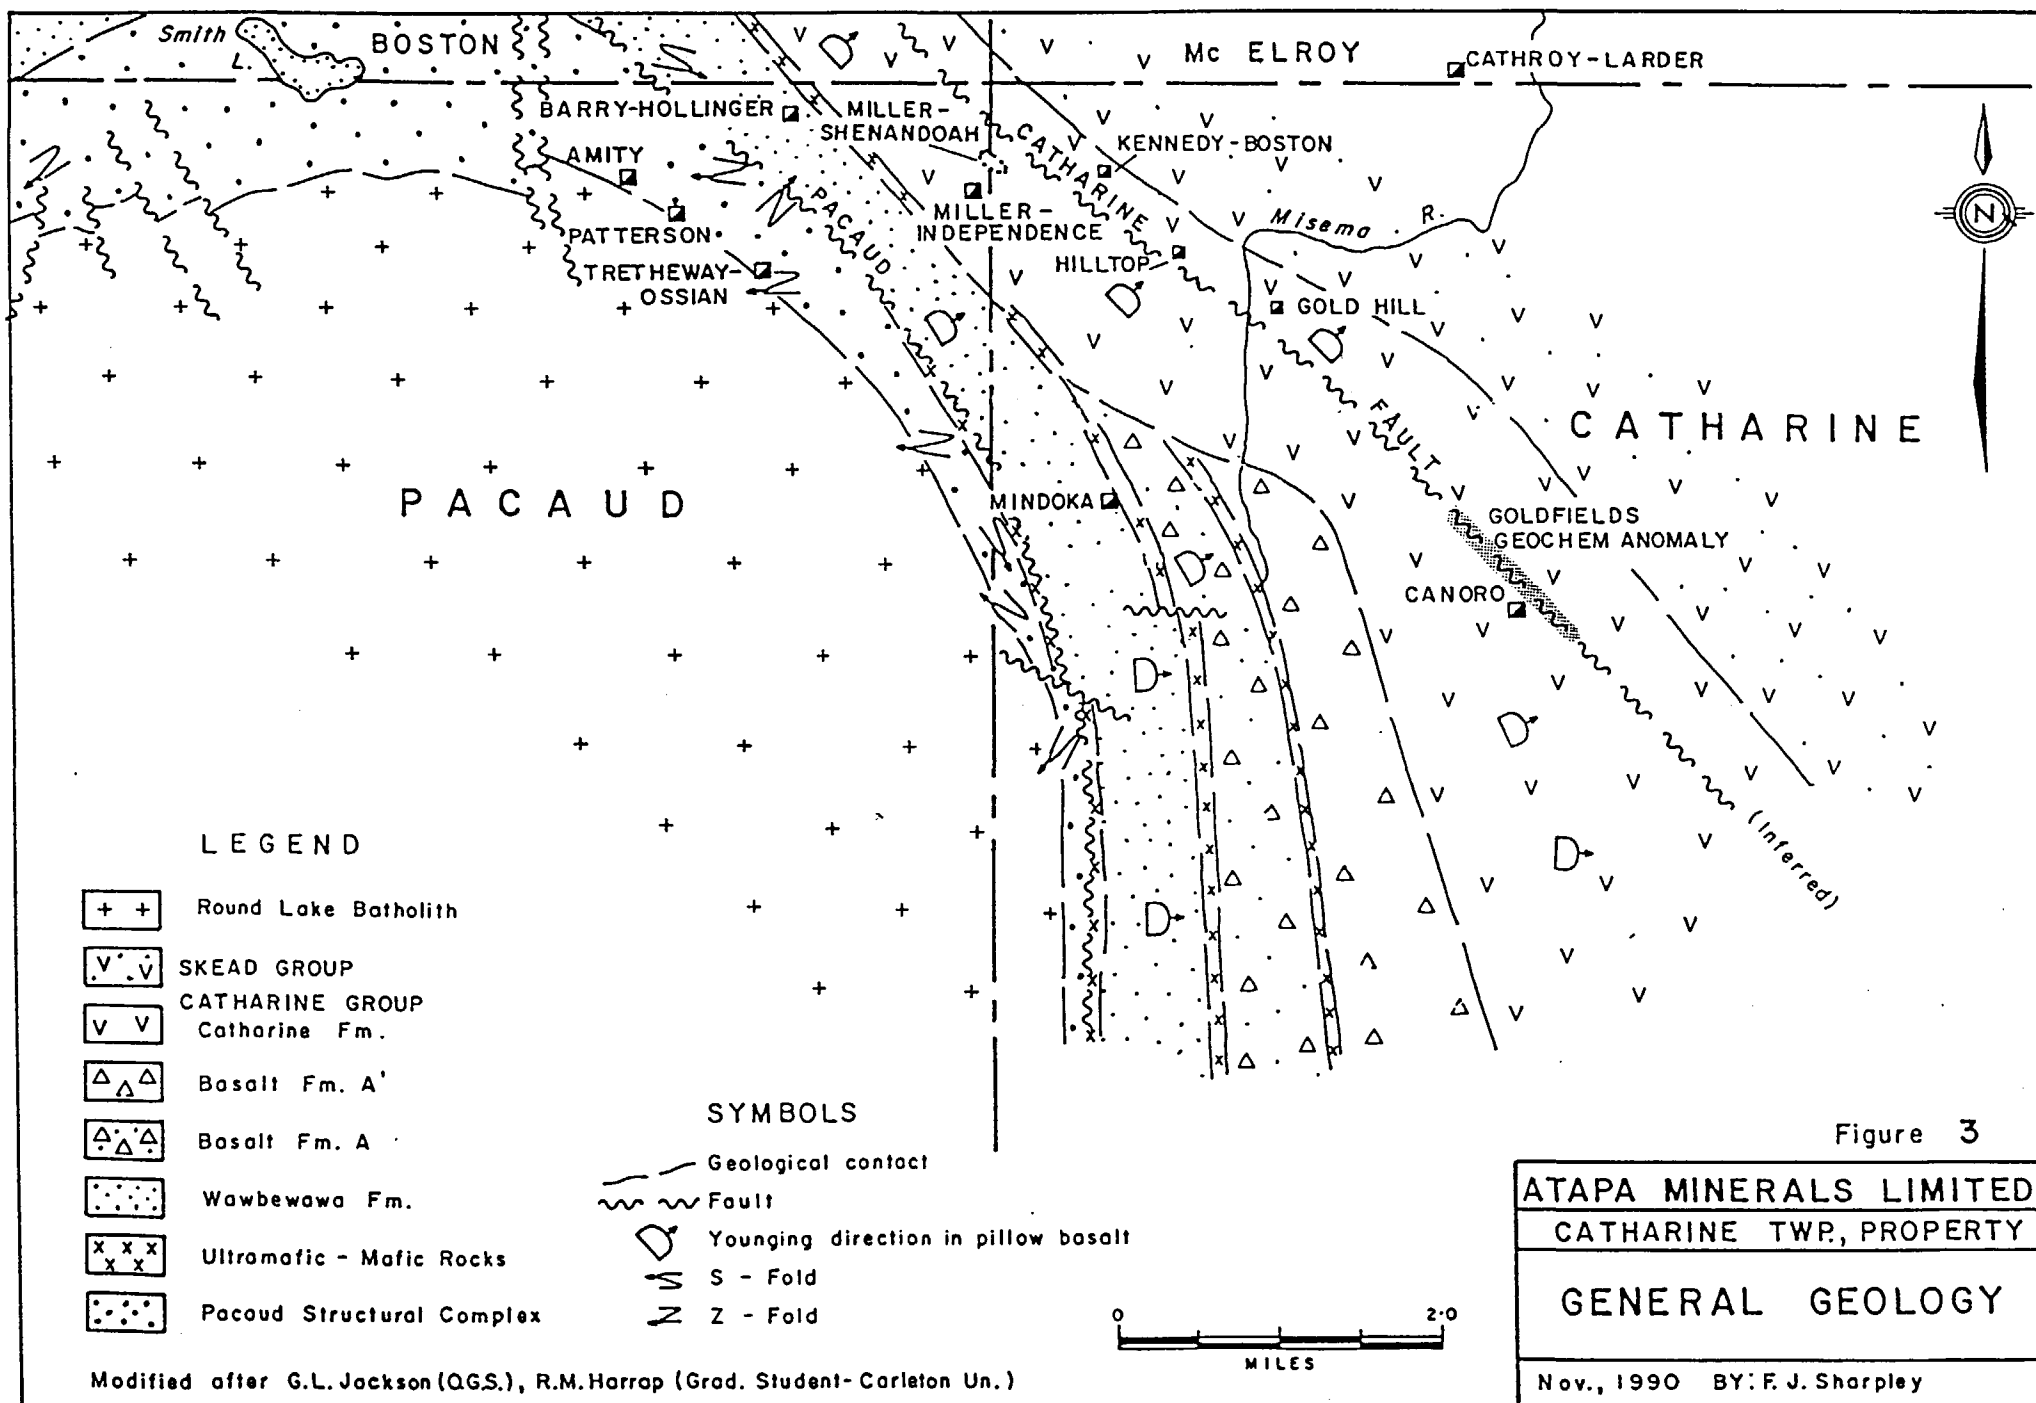 Smith
L.
BOSTON
Mc ELROY
CATHROY-LARDER
BARRY-HOLLINGER
MILLER-
SHENANDOAH
CATHARINE
KENNEDY-BOSTON
AMITY
PACAUD
MILLER-
INDEPENDENCE
Misema R.
PATTERSON
HILLTOP
TRETHEWAY-
OSSIAN
GOLD HILL
N
FAULT
CATHARINE
PACAUD
MINDOKA
GOLDFIELDS
GEOCHEM ANOMALY
CANORO
(Inferred)
LEGEND
+ + Round Lake Batholith
V V SKEAD GROUP
CATHARINE GROUP
V V Catharine Fm.
Basalt Fm. A'
Basalt Fm. A
Wawbewawa Fm.
x x x x x Ultramafic - Mafic Rocks
Pacaud Structural Complex
SYMBOLS
Geological contact
Fault
Younging direction in pillow basalt
S - Fold
Z - Fold
0 2.0
MILES
Modified after G.L. Jackson (O.G.S.), R.M. Harrap (Grad. Student - Carleton Un.)
Figure 3
ATAPA MINERALS LIMITED
CATHARINE TWP., PROPERTY
GENERAL GEOLOGY
Nov., 1990 BY: F. J. Sharpley